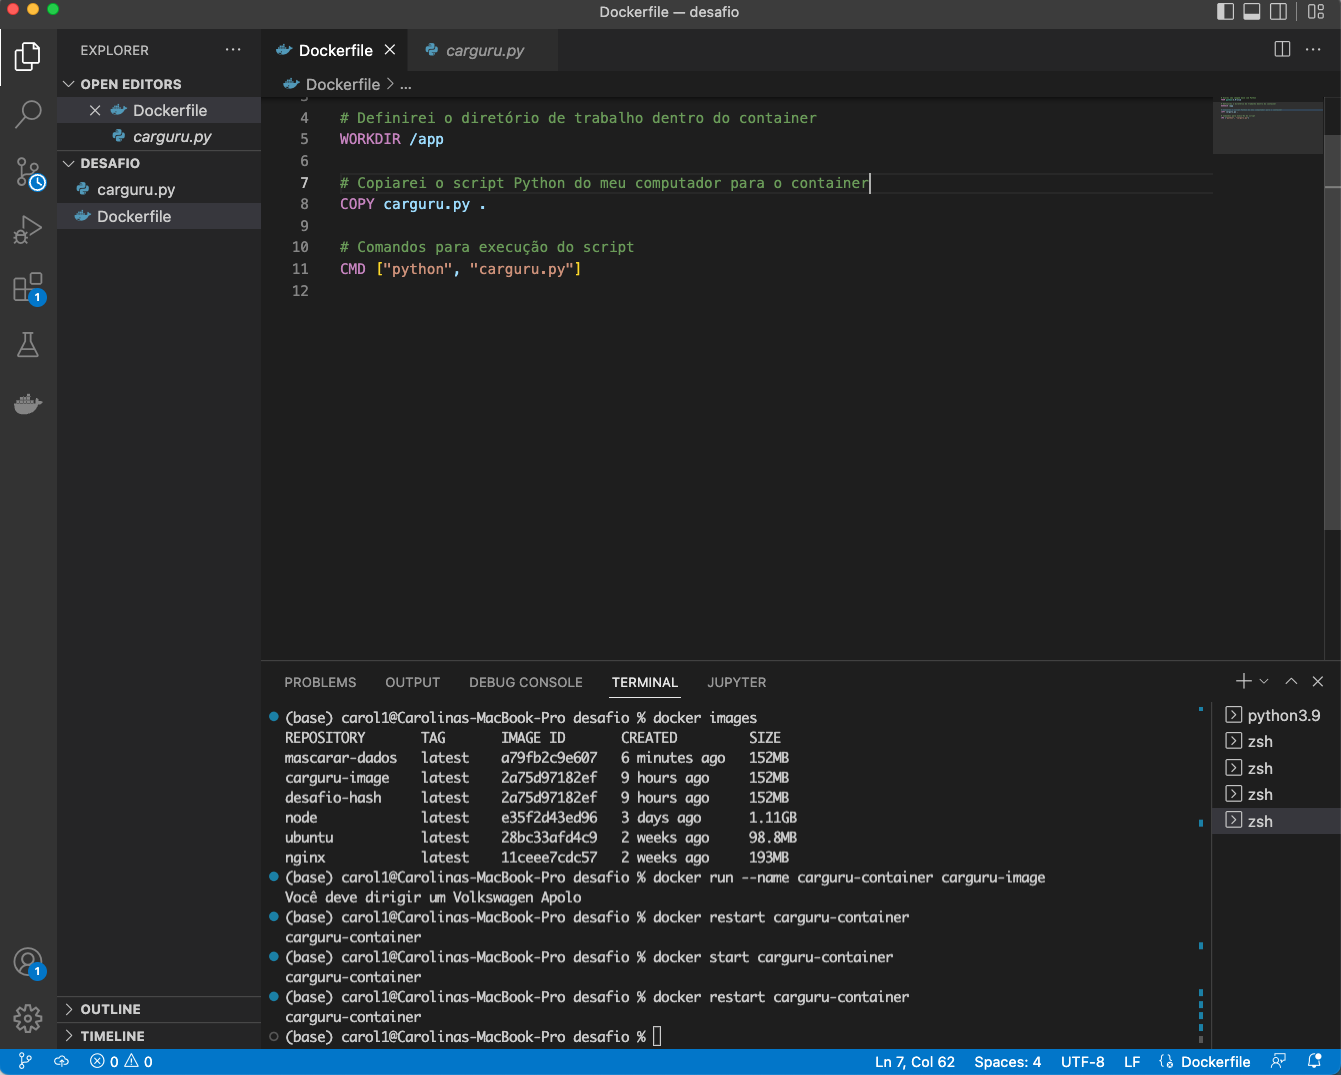 Dockerfile — desafio
EXPLORER
OPEN EDITORS
Dockerfile
carguru.py
DESAFIO
carguru.py
Dockerfile
OUTLINE
TIMELINE
1
1
Dockerfile
carguru.py
Dockerfile > ...
4 # Definirei o diretório de trabalho dentro do container
5 WORKDIR /app
6
7 # Copiarei o script Python do meu computador para o container
8 COPY carguru.py .
9
10 # Comandos para execução do script
11 CMD ["python", "carguru.py"]
12
PROBLEMS OUTPUT DEBUG CONSOLE TERMINAL JUPYTER
(base) carol1@Carolinas-MacBook-Pro desafio % docker images
REPOSITORY TAG IMAGE ID CREATED SIZE
mascarar-dados latest a79fb2c9e607 6 minutes ago 152MB
carguru-image latest 2a75d97182ef 9 hours ago 152MB
desafio-hash latest 2a75d97182ef 9 hours ago 152MB
node latest e35f2d43ed96 3 days ago 1.11GB
ubuntu latest 28bc33afd4c9 2 weeks ago 98.8MB
nginx latest 11ceee7cdc57 2 weeks ago 193MB
(base) carol1@Carolinas-MacBook-Pro desafio % docker run --name carguru-container carguru-image
Você deve dirigir um Volkswagen Apolo
(base) carol1@Carolinas-MacBook-Pro desafio % docker restart carguru-container
carguru-container
(base) carol1@Carolinas-MacBook-Pro desafio % docker start carguru-container
carguru-container
(base) carol1@Carolinas-MacBook-Pro desafio % docker restart carguru-container
carguru-container
(base) carol1@Carolinas-MacBook-Pro desafio %
python3.9
zsh
zsh
zsh
zsh
0 0
Ln 7, Col 62 Spaces: 4 UTF-8 LF Dockerfile